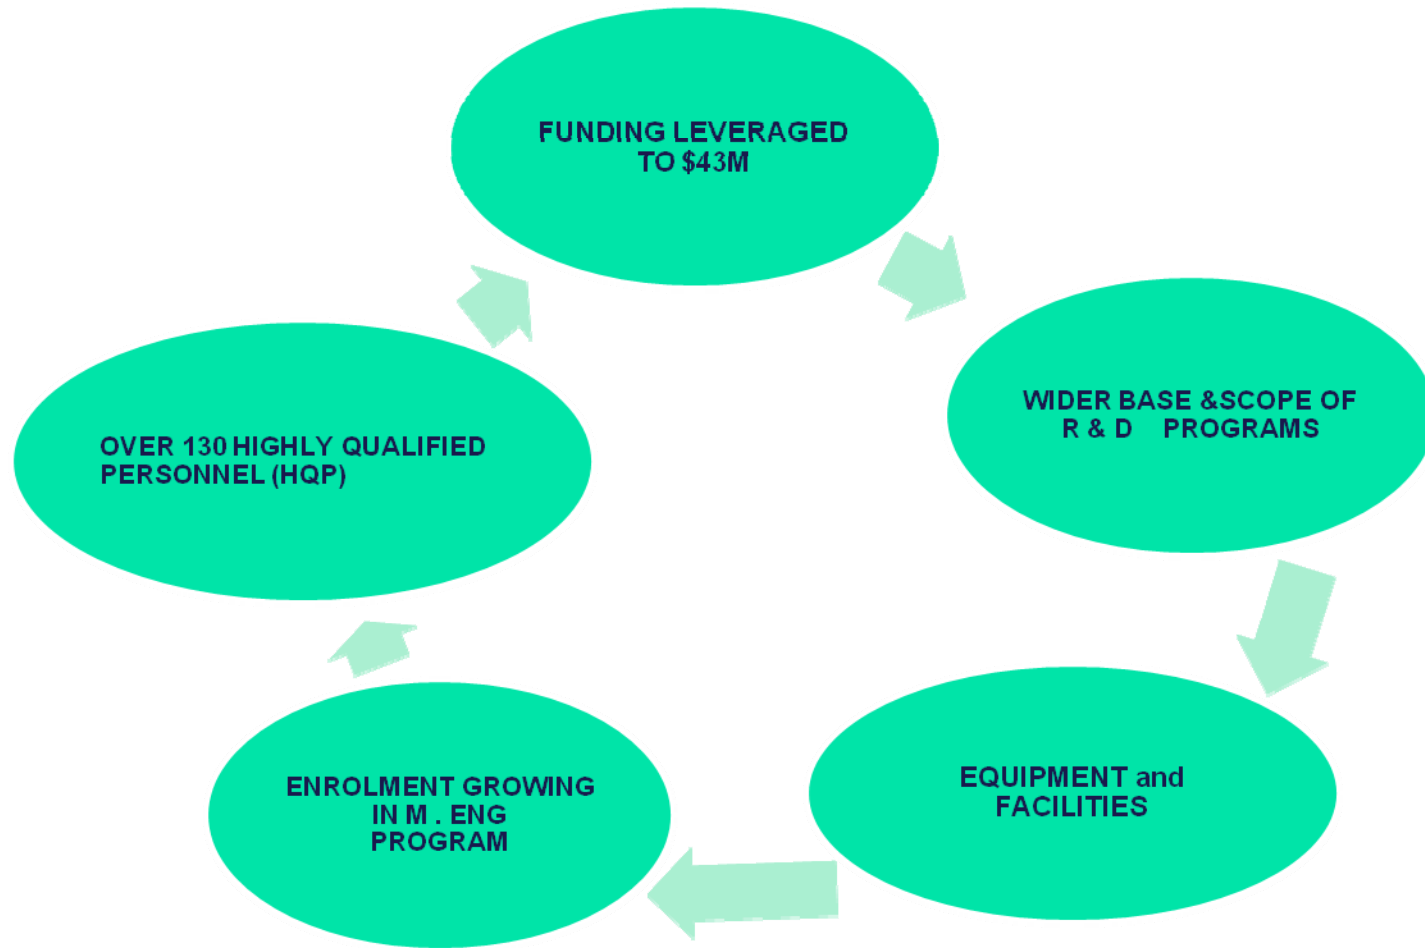 FUNDING LEVERAGED
TO $43M
WIDER BASE &SCOPE OF
R & D PROGRAMS
OVER 130 HIGHLY QUALIFIED
PERSONNEL (HQP)
EQUIPMENT and
FACILITIES
ENROLMENT GROWING
IN M . ENG
PROGRAM